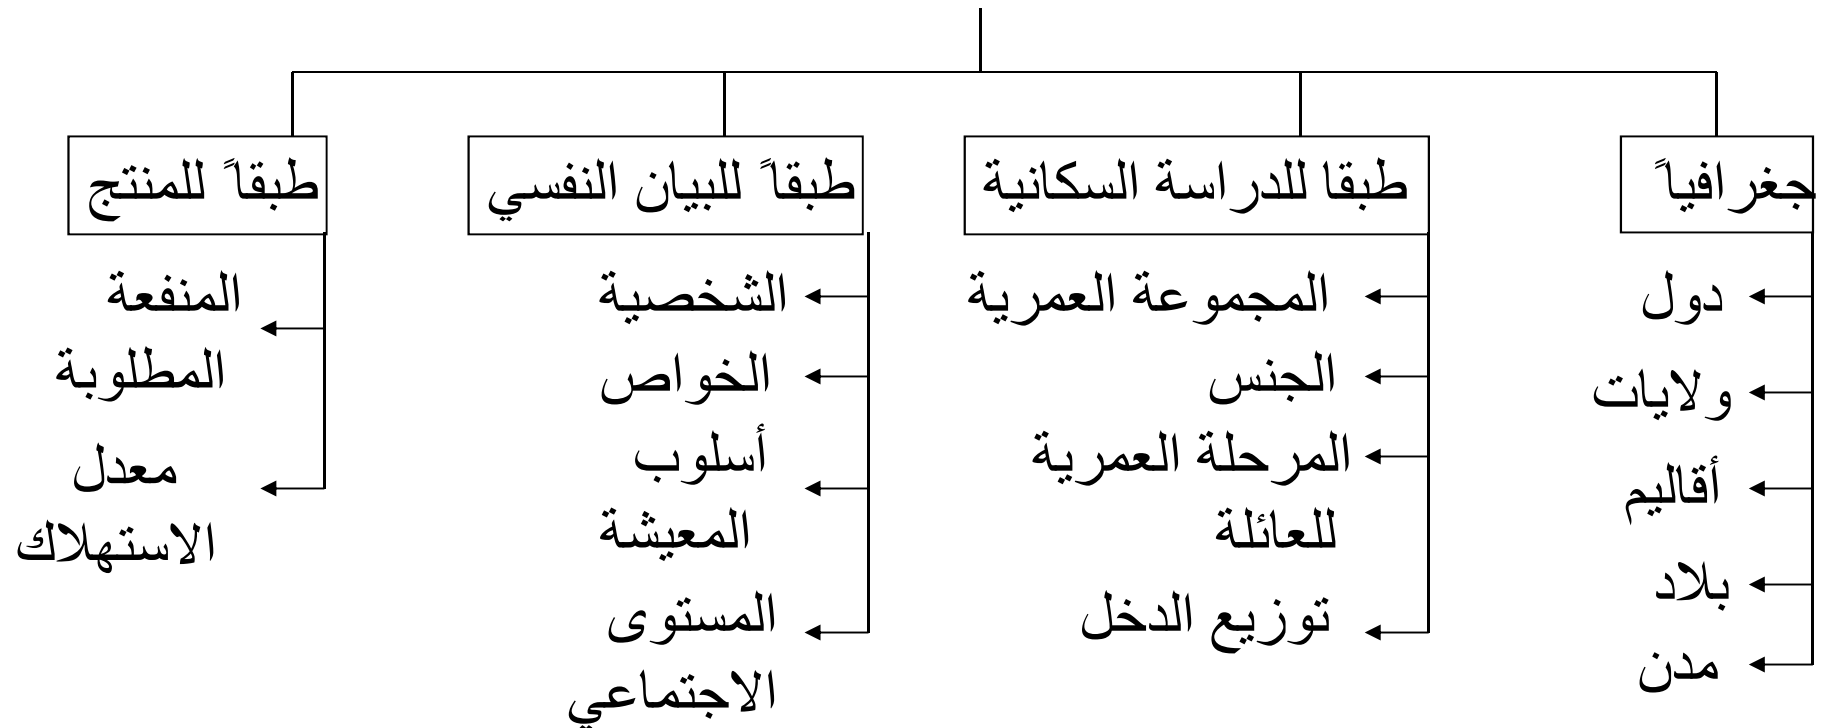 جغرافياً
دول
ولايات
أقاليم
بلاد
مدن
طبقا للدراسة السكانية
المجموعة العمرية
الجنس
المرحلة العمرية
للعائلة
توزيع الدخل
طبقاً للبيان النفسي
الشخصية
الخواص
أسلوب
المعيشة
المستوى
الاجتماعي
طبقاً للمنتج
المنفعة
المطلوبة
معدل
الاستهلاك